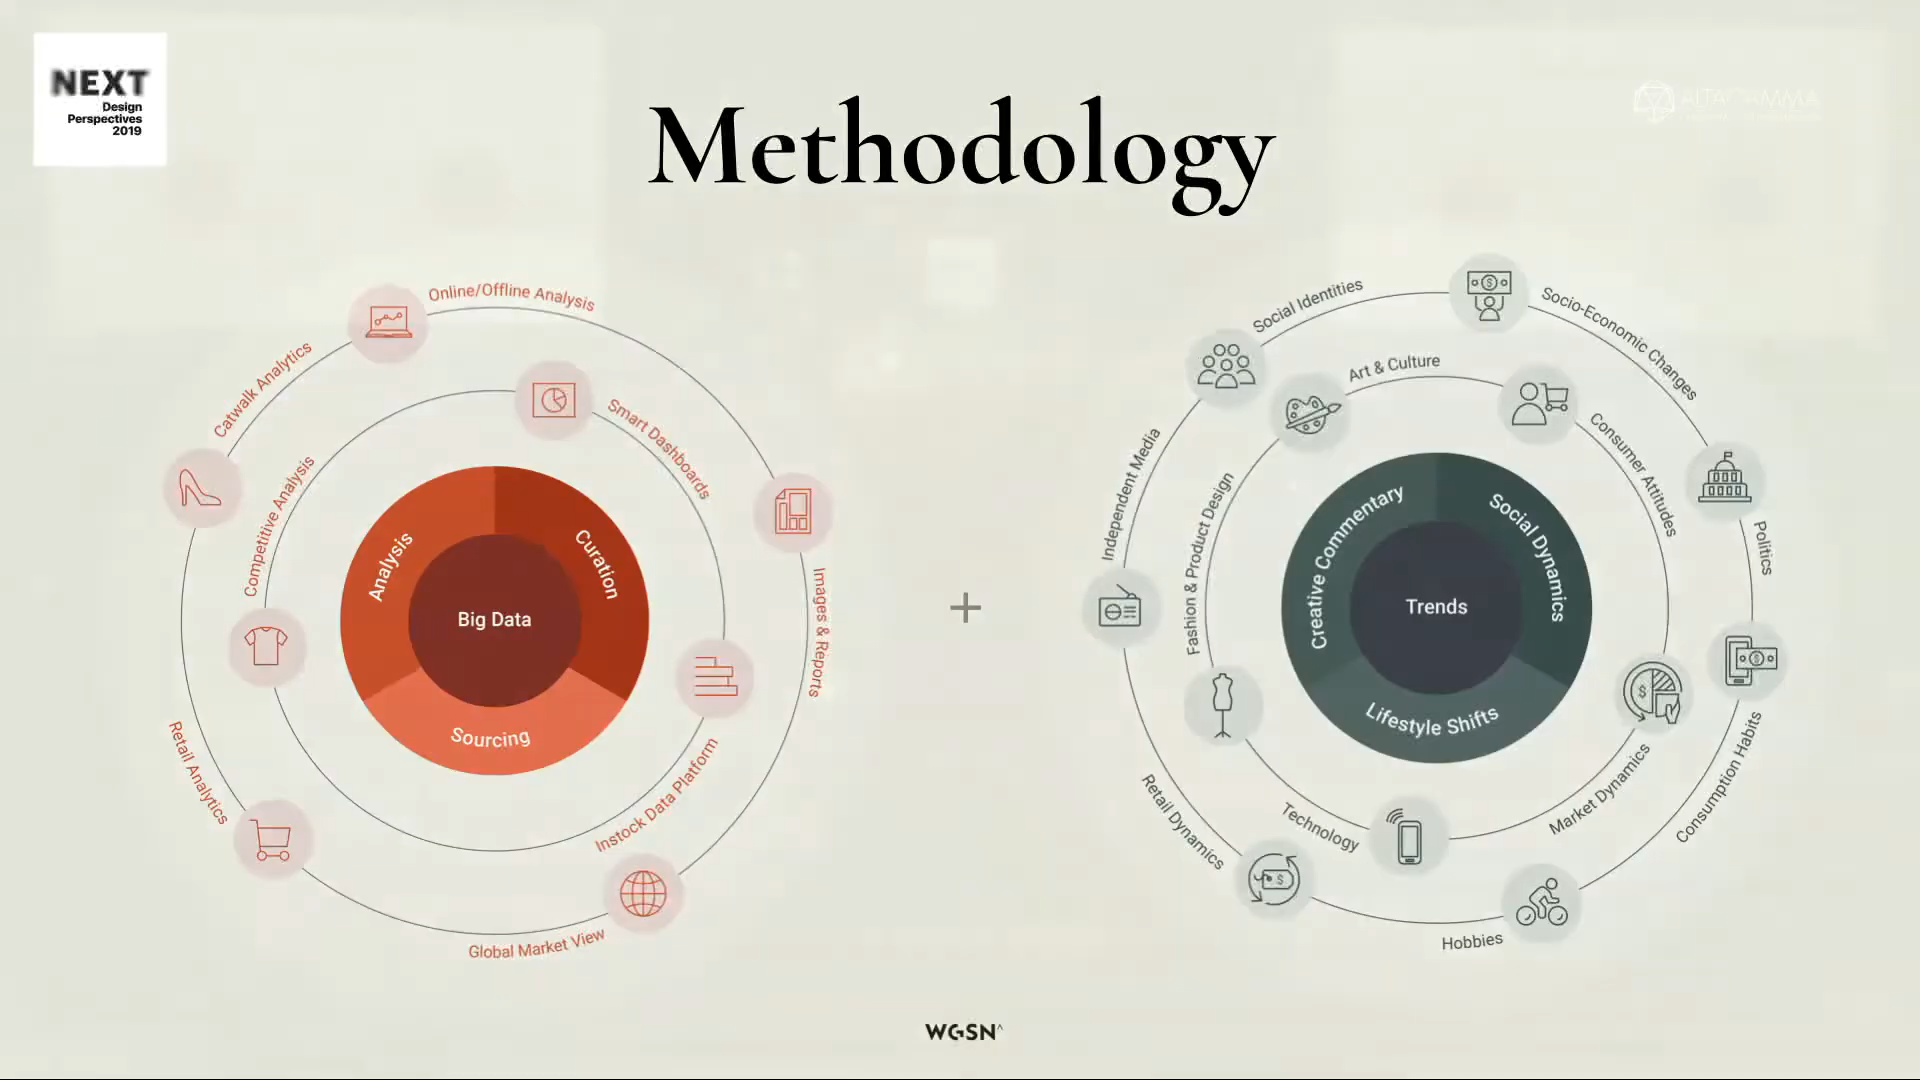 NEXT
Design
Perspectives
2019
ALTAGAMMA
Methodology
Online/Offline Analysis
Catwalk Analytics
Smart Dashboards
Competitive Analysis
Analysis
Curation
Big Data
Sourcing
Images & Reports
Retail Analytics
Instock Data Platform
Global Market View
+
Social Identities
Socio-Economic Changes
Art & Culture
Consumer Attitudes
Independent Media
Fashion & Product Design
Politics
Creative Commentary
Social Dynamics
Trends
Lifestyle Shifts
Retail Dynamics
Technology
Market Dynamics
Consumption Habits
Hobbies
WGSN^